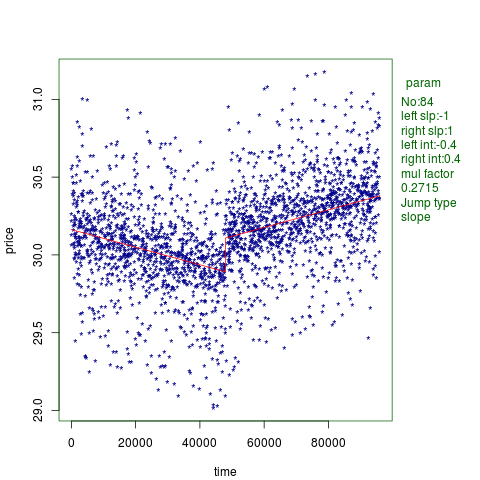 param
No:84
left slp:-1
right slp:1
left int:-0.4
right int:0.4
mul factor
0.2715
Jump type
slope
price
31.0
30.5
30.0
29.5
29.0
0 20000 40000 60000 80000
time